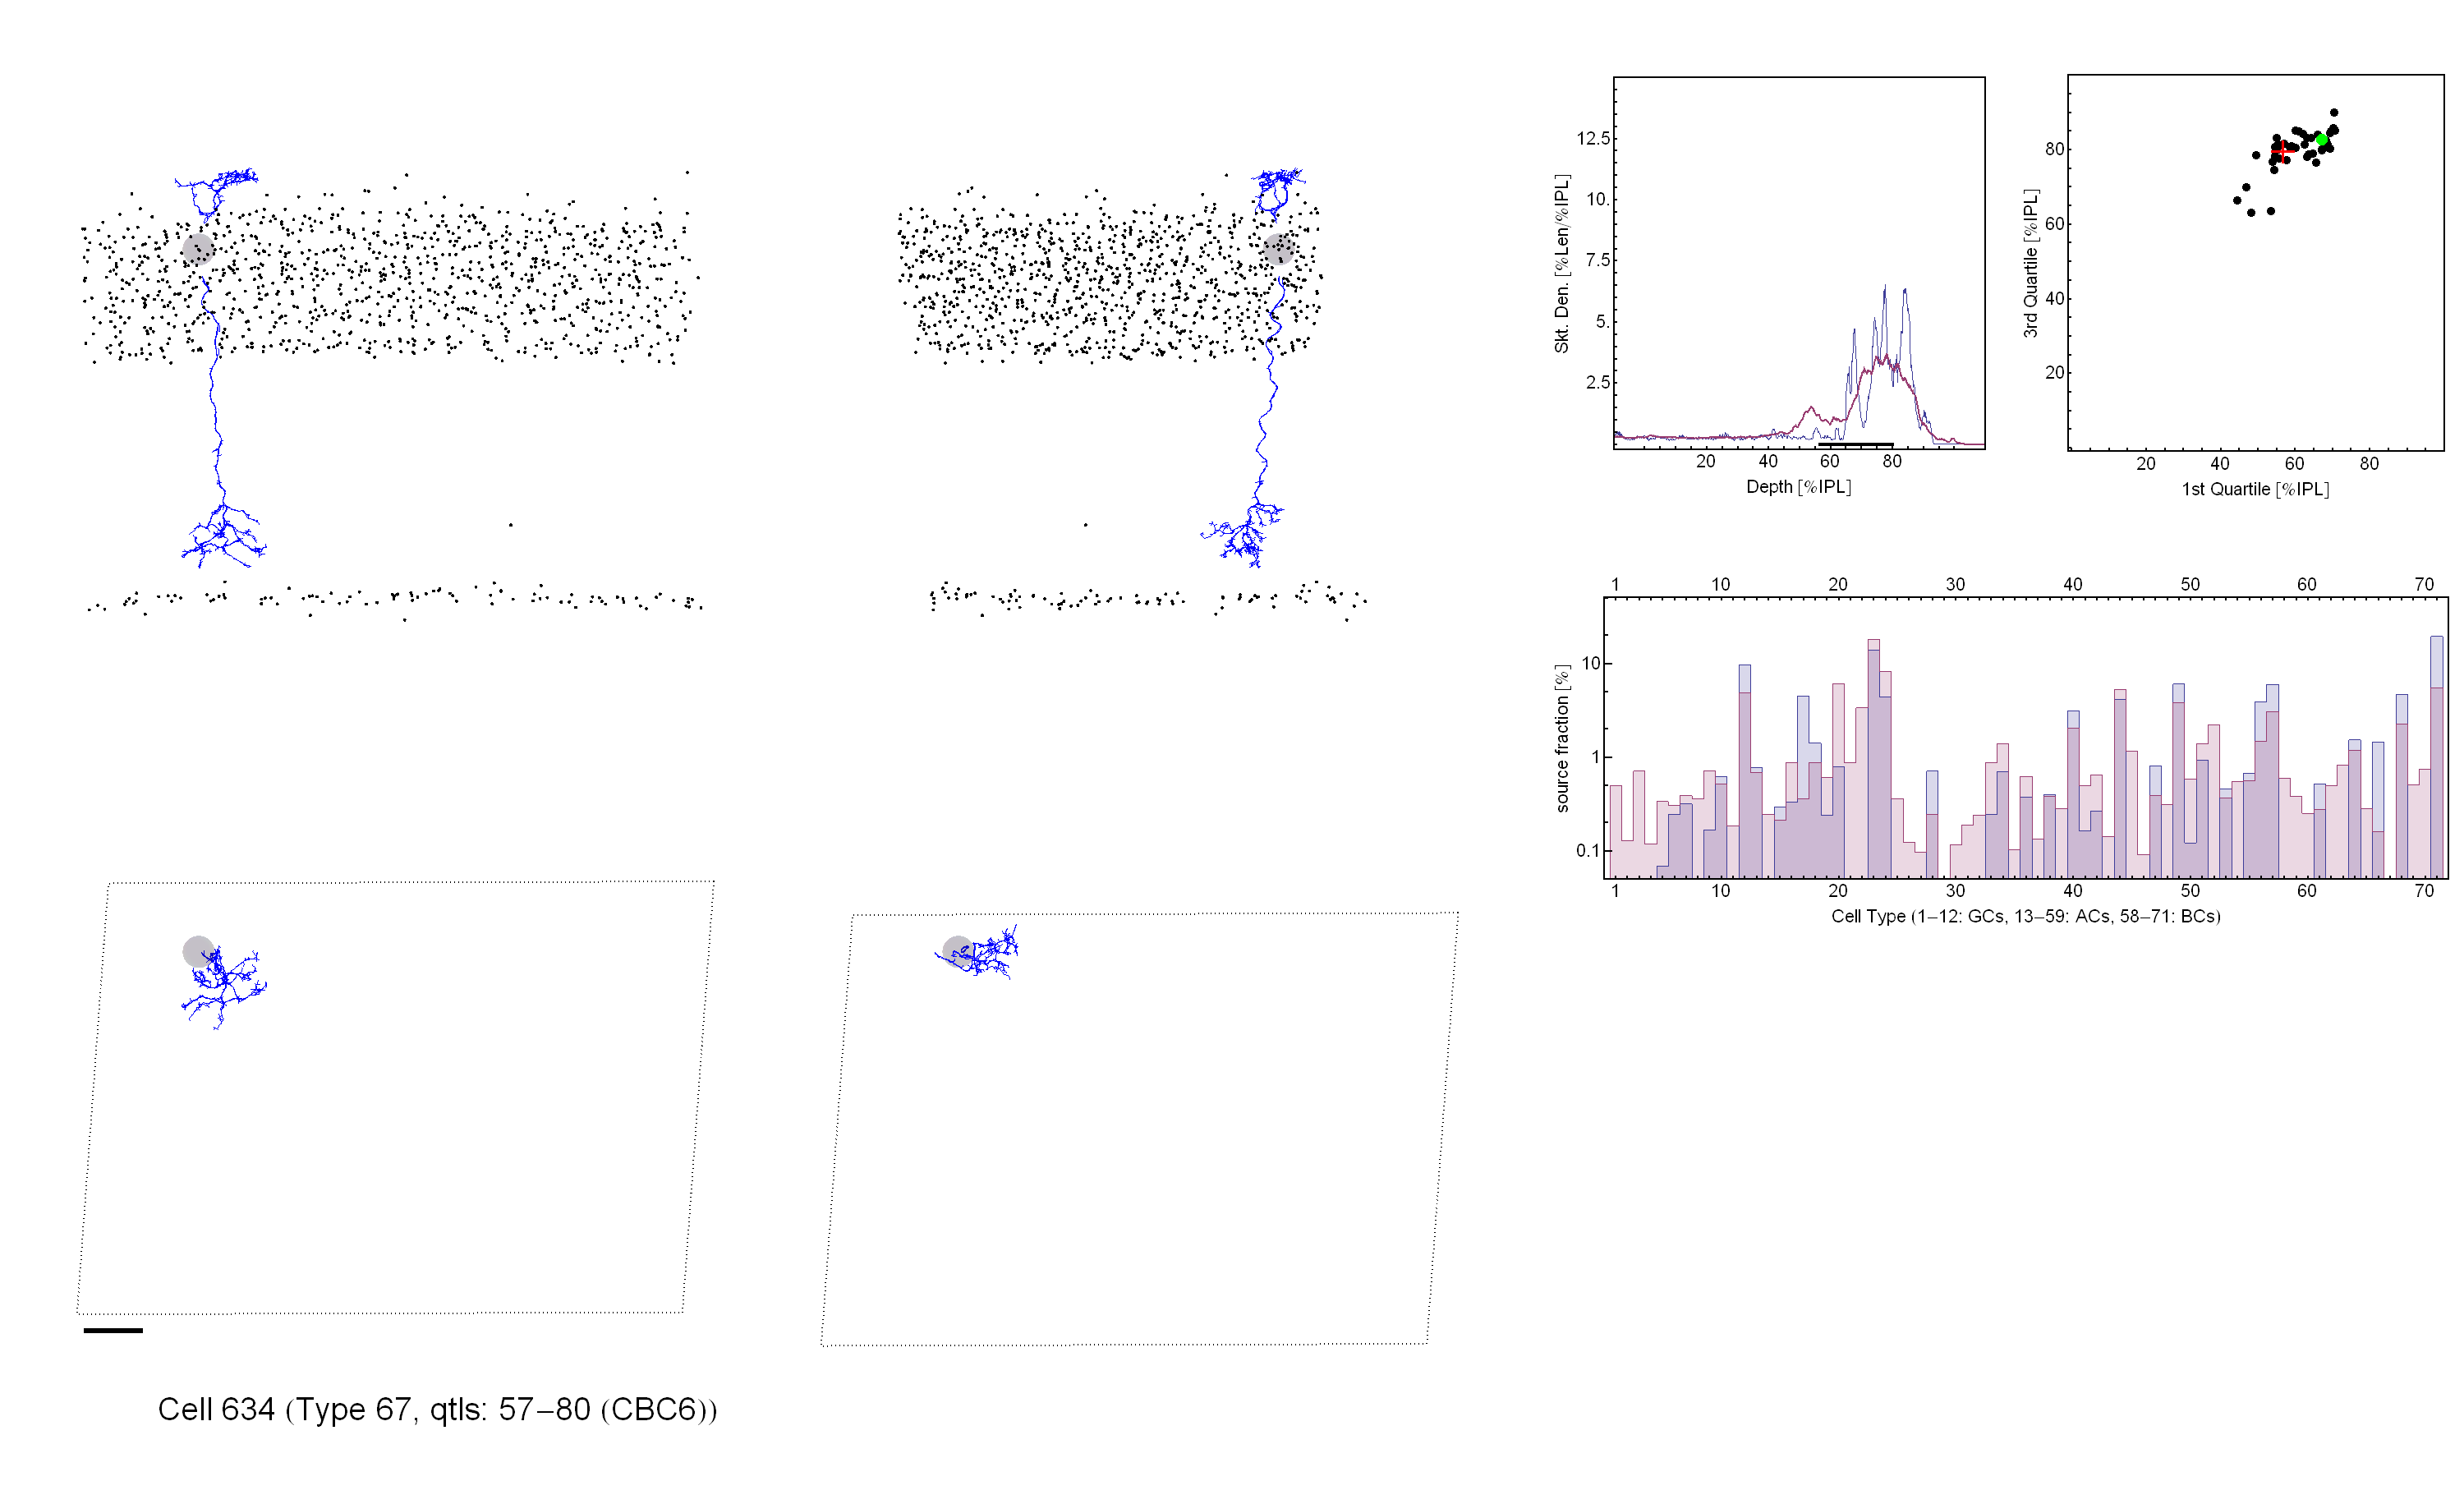 12.5
10.
7.5
5.
2.5
Skt. Den. [%Len/%IPL]
20 40 60 80
Depth [%IPL]
80
60
40
20
3rd Quartile [%IPL]
20 40 60 80
1st Quartile [%IPL]
1 10 20 30 40 50 60 70
10
1
0.1
source fraction [%]
1 10 20 30 40 50 60 70
Cell Type (1–12: GCs, 13–59: ACs, 58–71: BCs)
Cell 634 (Type 67, qtls: 57–80 (CBC6))